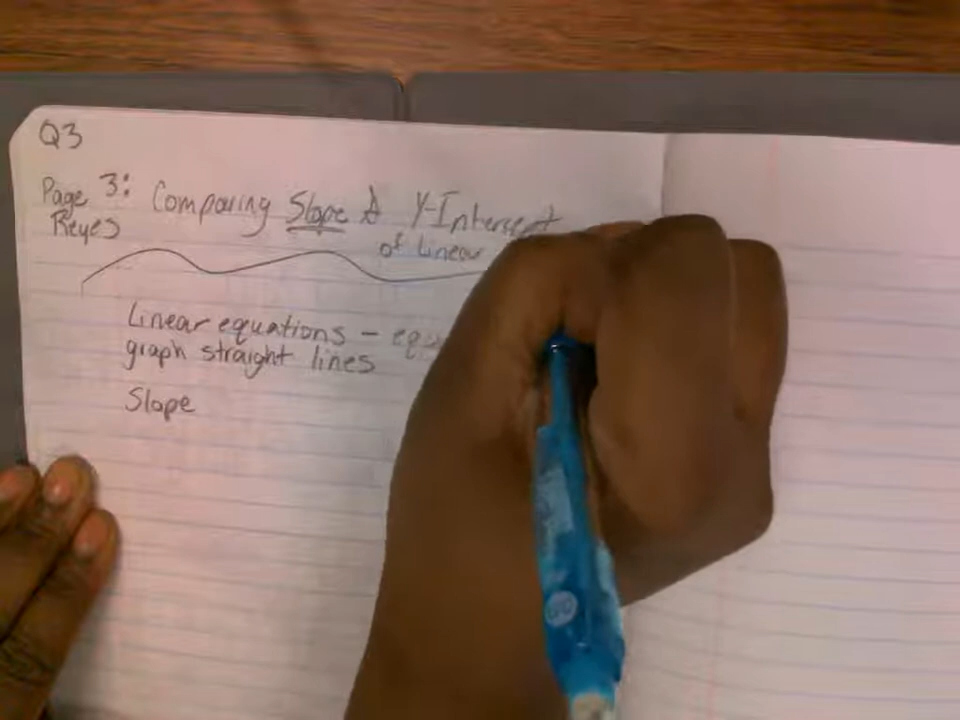 Q3
Page 3: Comparing Slope & Y-Intercept
Reyes
of Linear
Linear equations -
graph straight lines
Slope